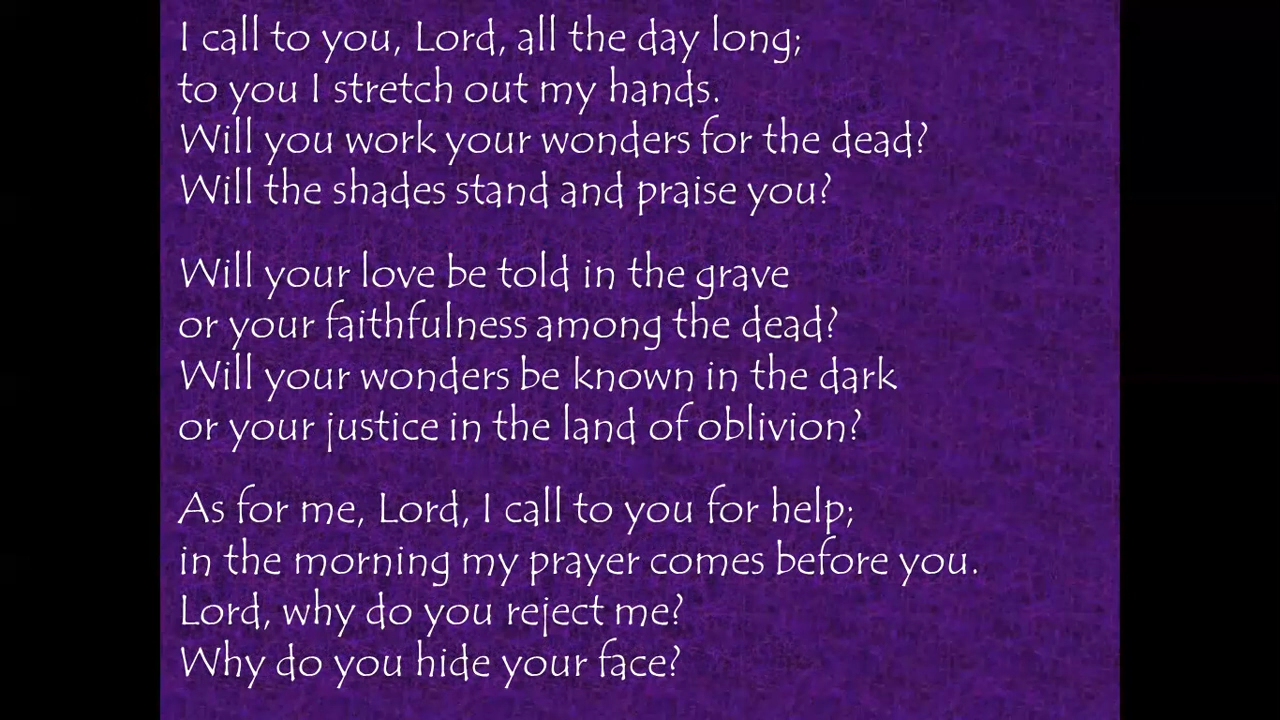 I call to you, Lord, all the day long;
to you I stretch out my hands.
Will you work your wonders for the dead?
Will the shades stand and praise you?
Will your love be told in the grave
or your faithfulness among the dead?
Will your wonders be known in the dark
or your justice in the land of oblivion?
As for me, Lord, I call to you for help;
in the morning my prayer comes before you.
Lord, why do you reject me?
Why do you hide your face?